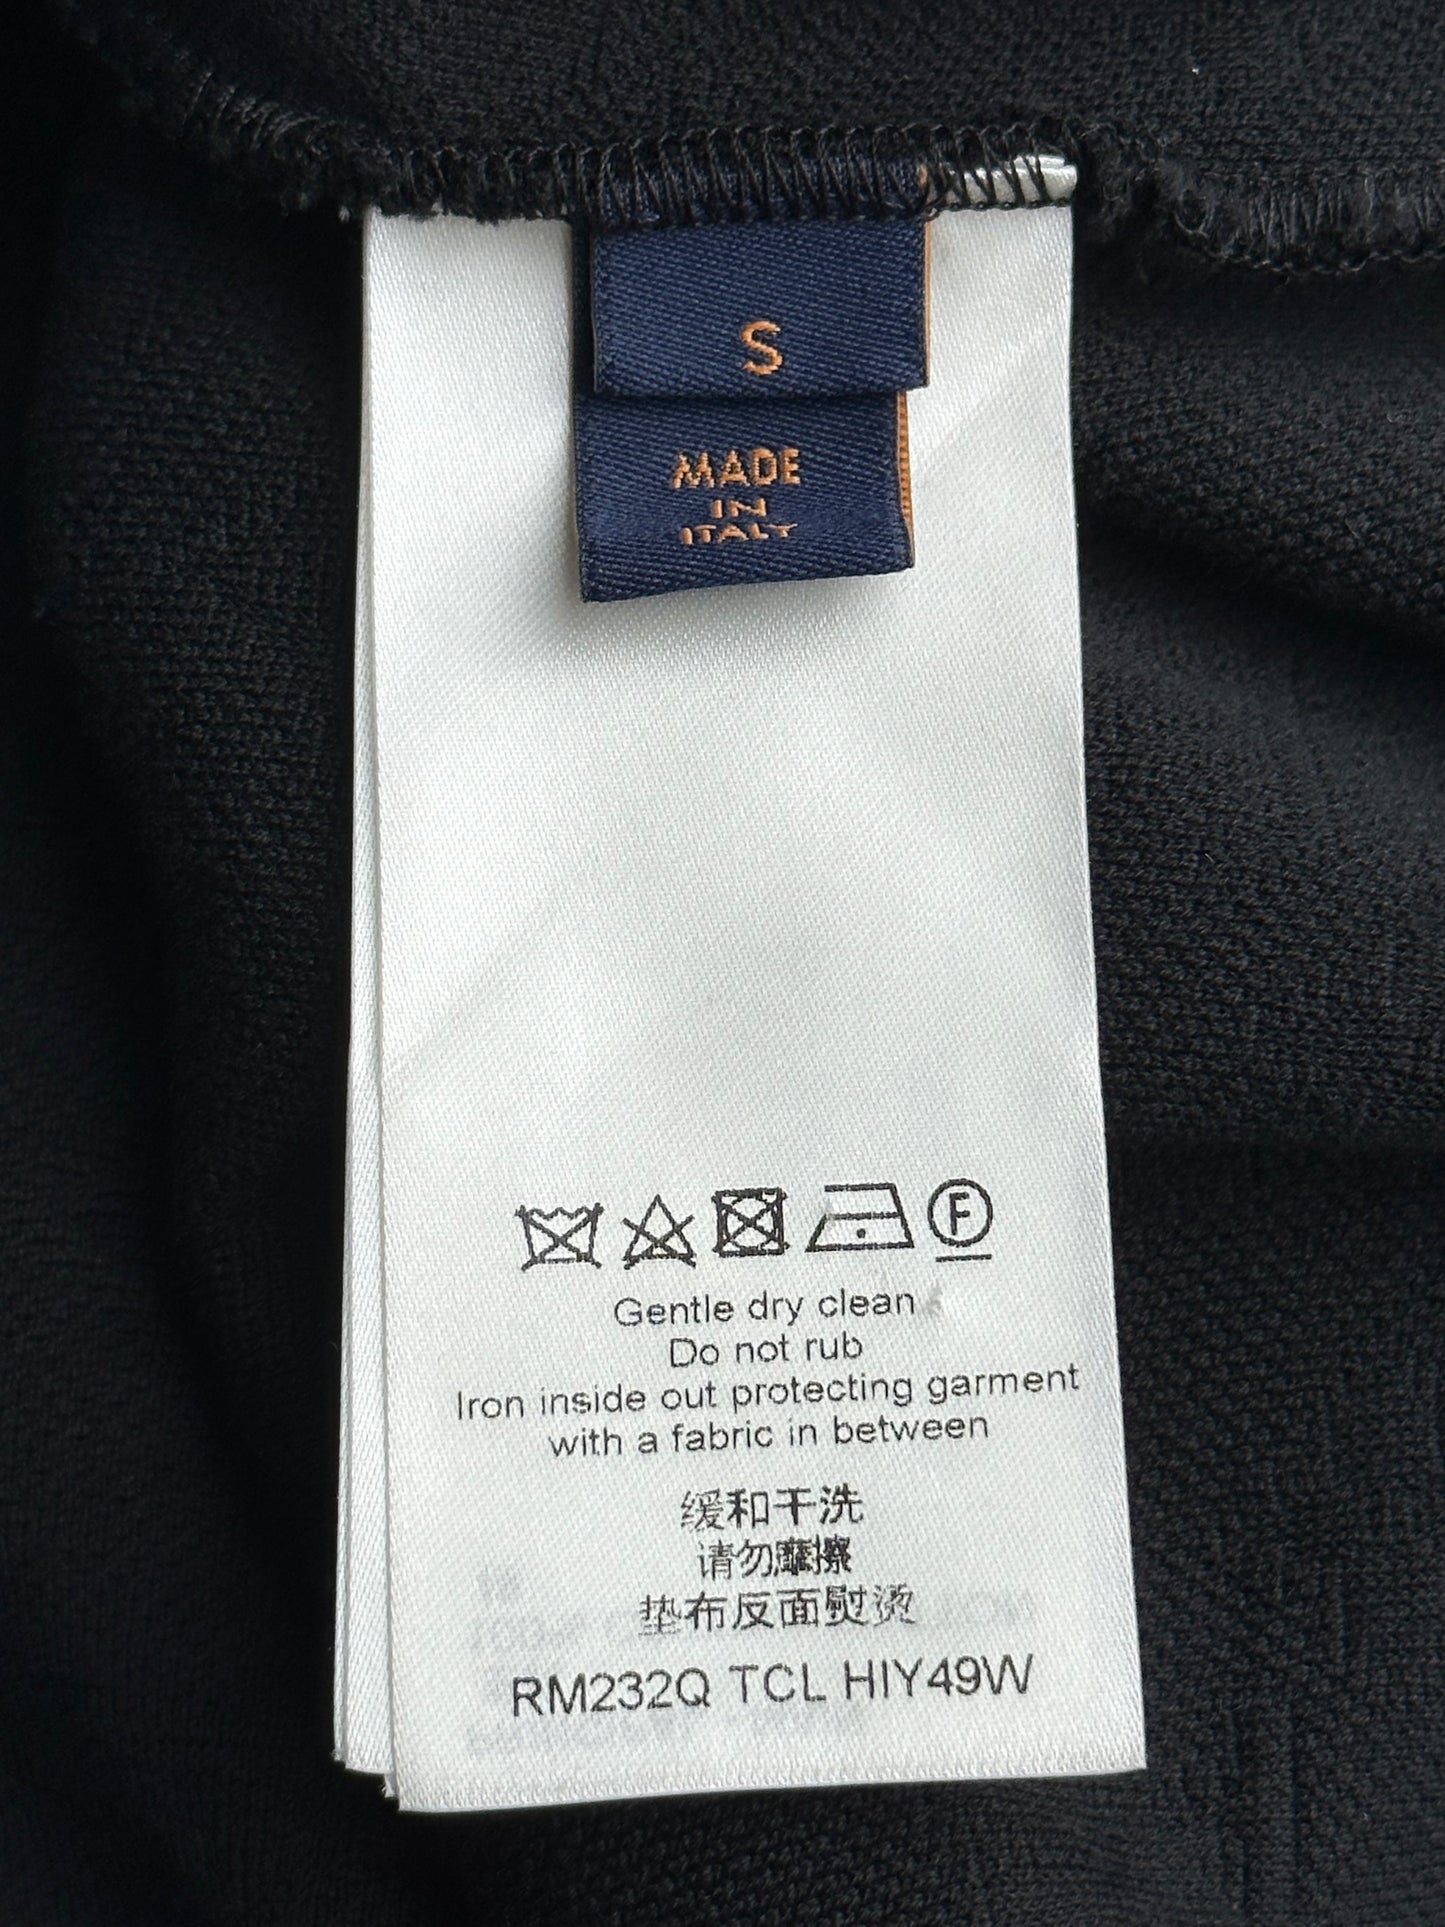 S
MADE
IN
ITALY
F
Gentle dry clean
Do not rub
Iron inside out protecting garment
with a fabric in between
缓和干洗
请勿摩擦
垫布反面熨烫
RM232Q TCL HIY49W